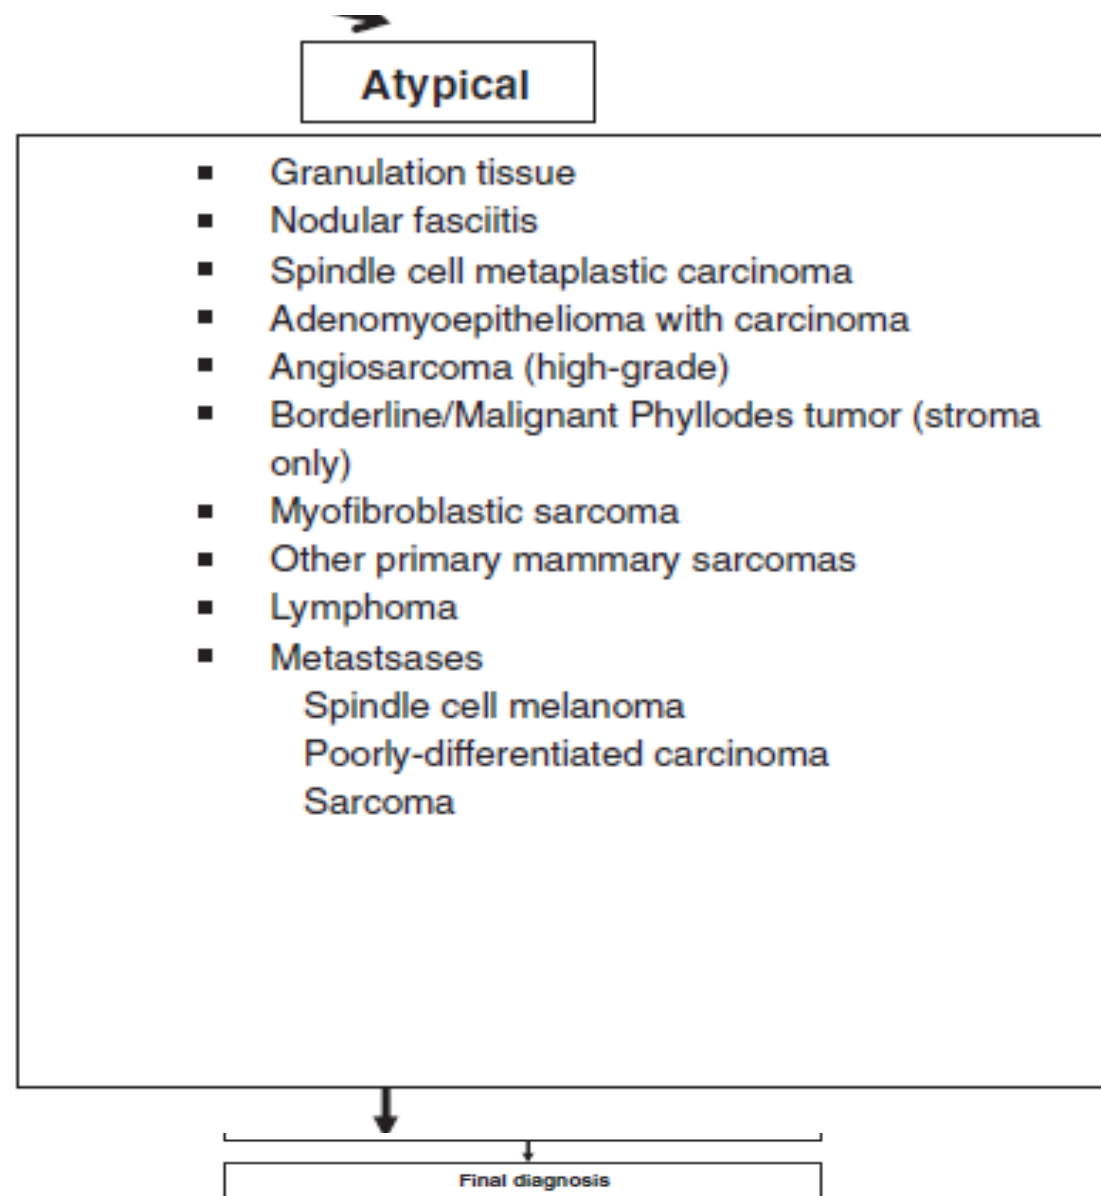 Atypical
▪ Granulation tissue
▪ Nodular fasciitis
▪ Spindle cell metaplastic carcinoma
▪ Adenomyoepithelioma with carcinoma
▪ Angiosarcoma (high-grade)
▪ Borderline/Malignant Phyllodes tumor (stroma
only)
▪ Myofibroblastic sarcoma
▪ Other primary mammary sarcomas
▪ Lymphoma
▪ Metastsases
Spindle cell melanoma
Poorly-differentiated carcinoma
Sarcoma
Final diagnosis